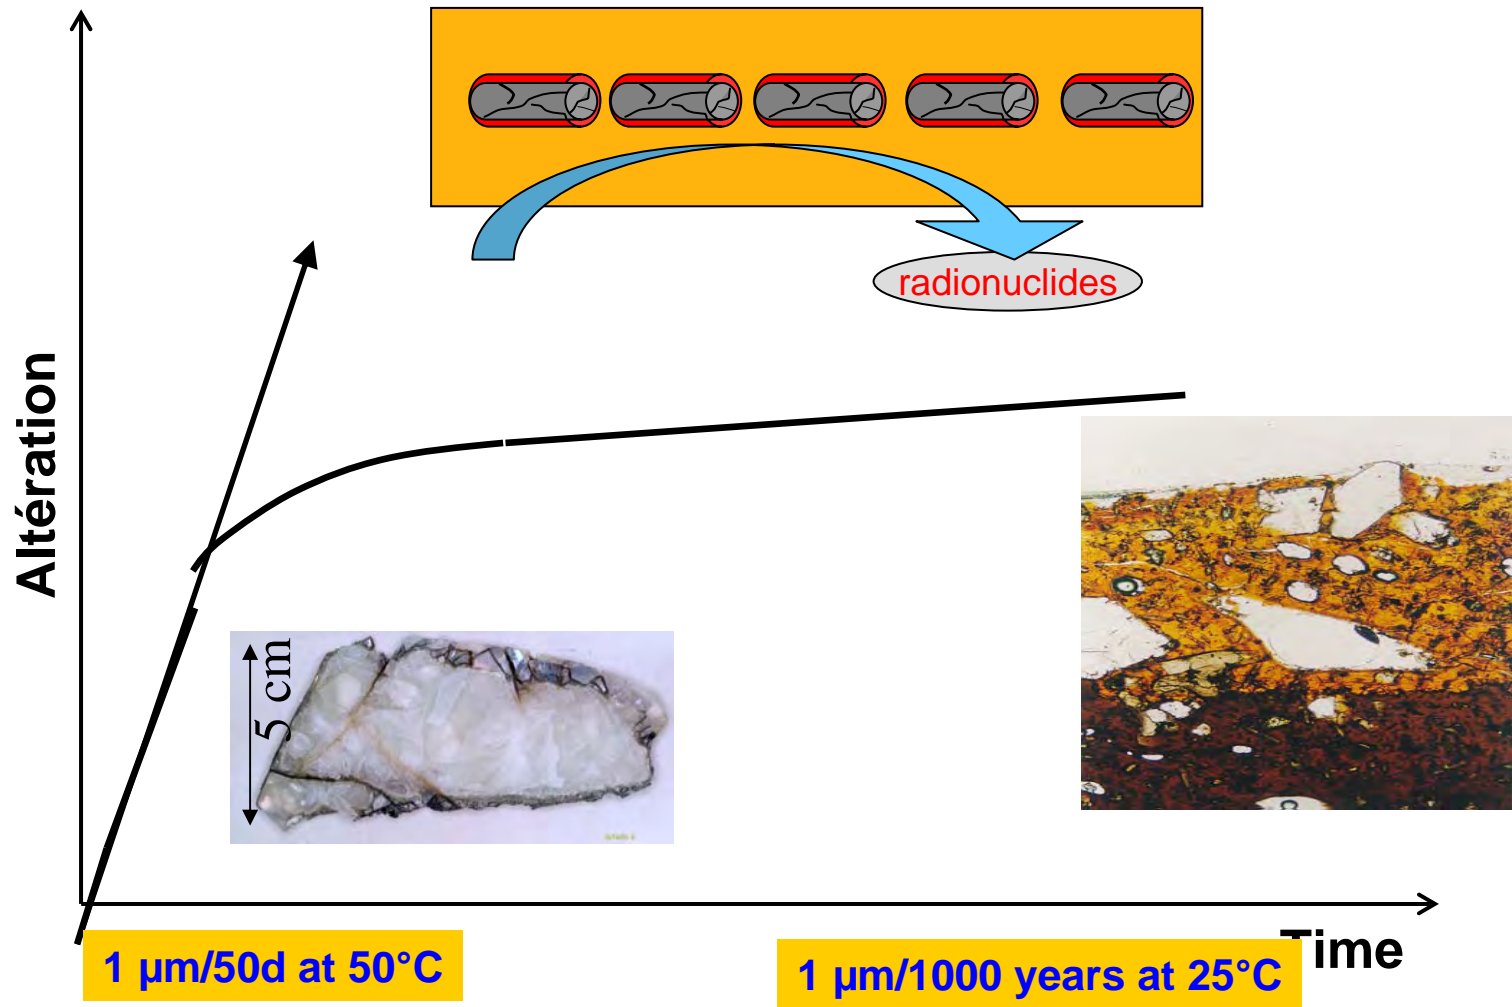 radionuclides
Altération
5 cm
1 µm/50d at 50°C
1 µm/1000 years at 25°C
Time